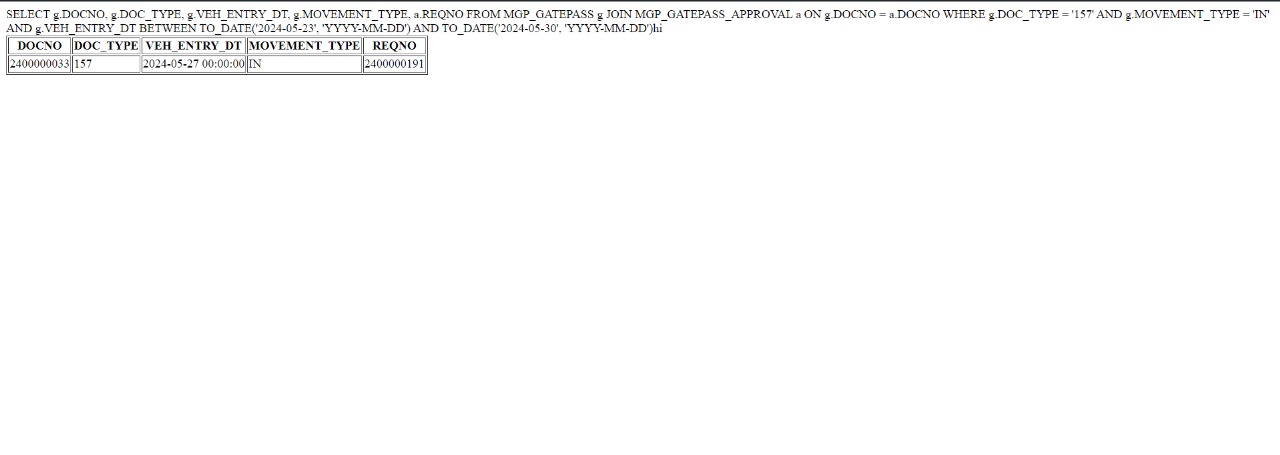 SELECT g.DOCNO, g.DOC_TYPE, g.VEH_ENTRY_DT, g.MOVEMENT_TYPE, a.REQNO FROM MGP_GATEPASS g JOIN MGP_GATEPASS_APPROVAL a ON g.DOCNO = a.DOCNO WHERE g.DOC_TYPE = '157' AND g.MOVEMENT_TYPE = 'IN'
AND g.VEH_ENTRY_DT BETWEEN TO_DATE('2024-05-23', 'YYYY-MM-DD') AND TO_DATE('2024-05-30', 'YYYY-MM-DD')hi
DOCNO DOC_TYPE VEH_ENTRY_DT MOVEMENT_TYPE REQNO
2400000033 157 2024-05-27 00:00:00 IN 2400000191